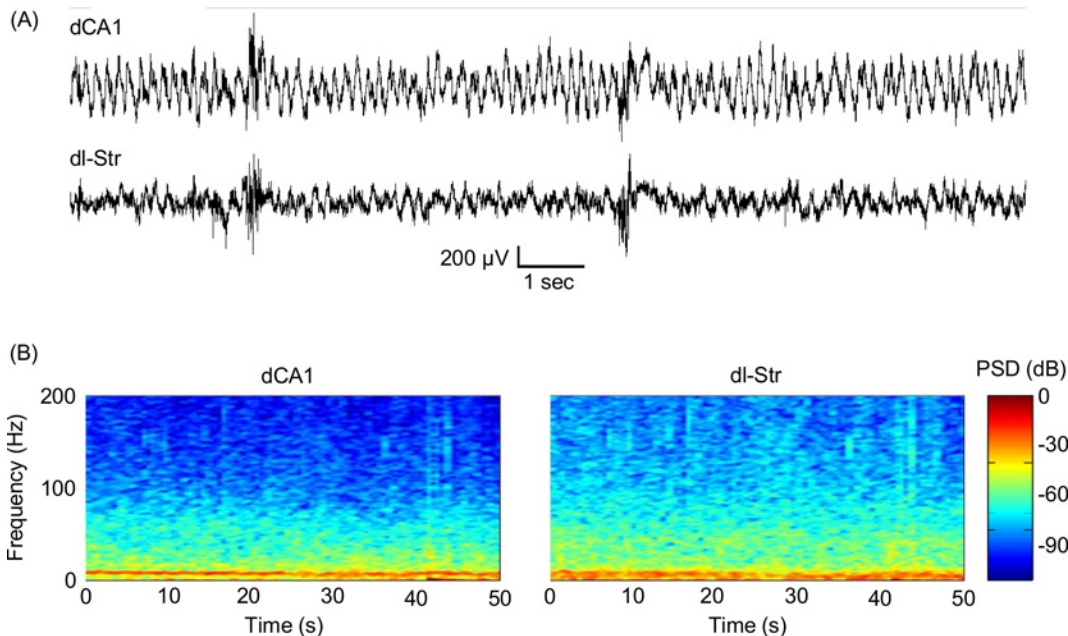 (A)
dCA1
dl-Str
200 µV
1 sec
(B)
dCA1 dl-Str PSD (dB)
200 0
-30
100
-60
-90
0
Frequency (Hz)
0 10 20 30 40 50 0 10 20 30 40 50
Time (s) Time (s)